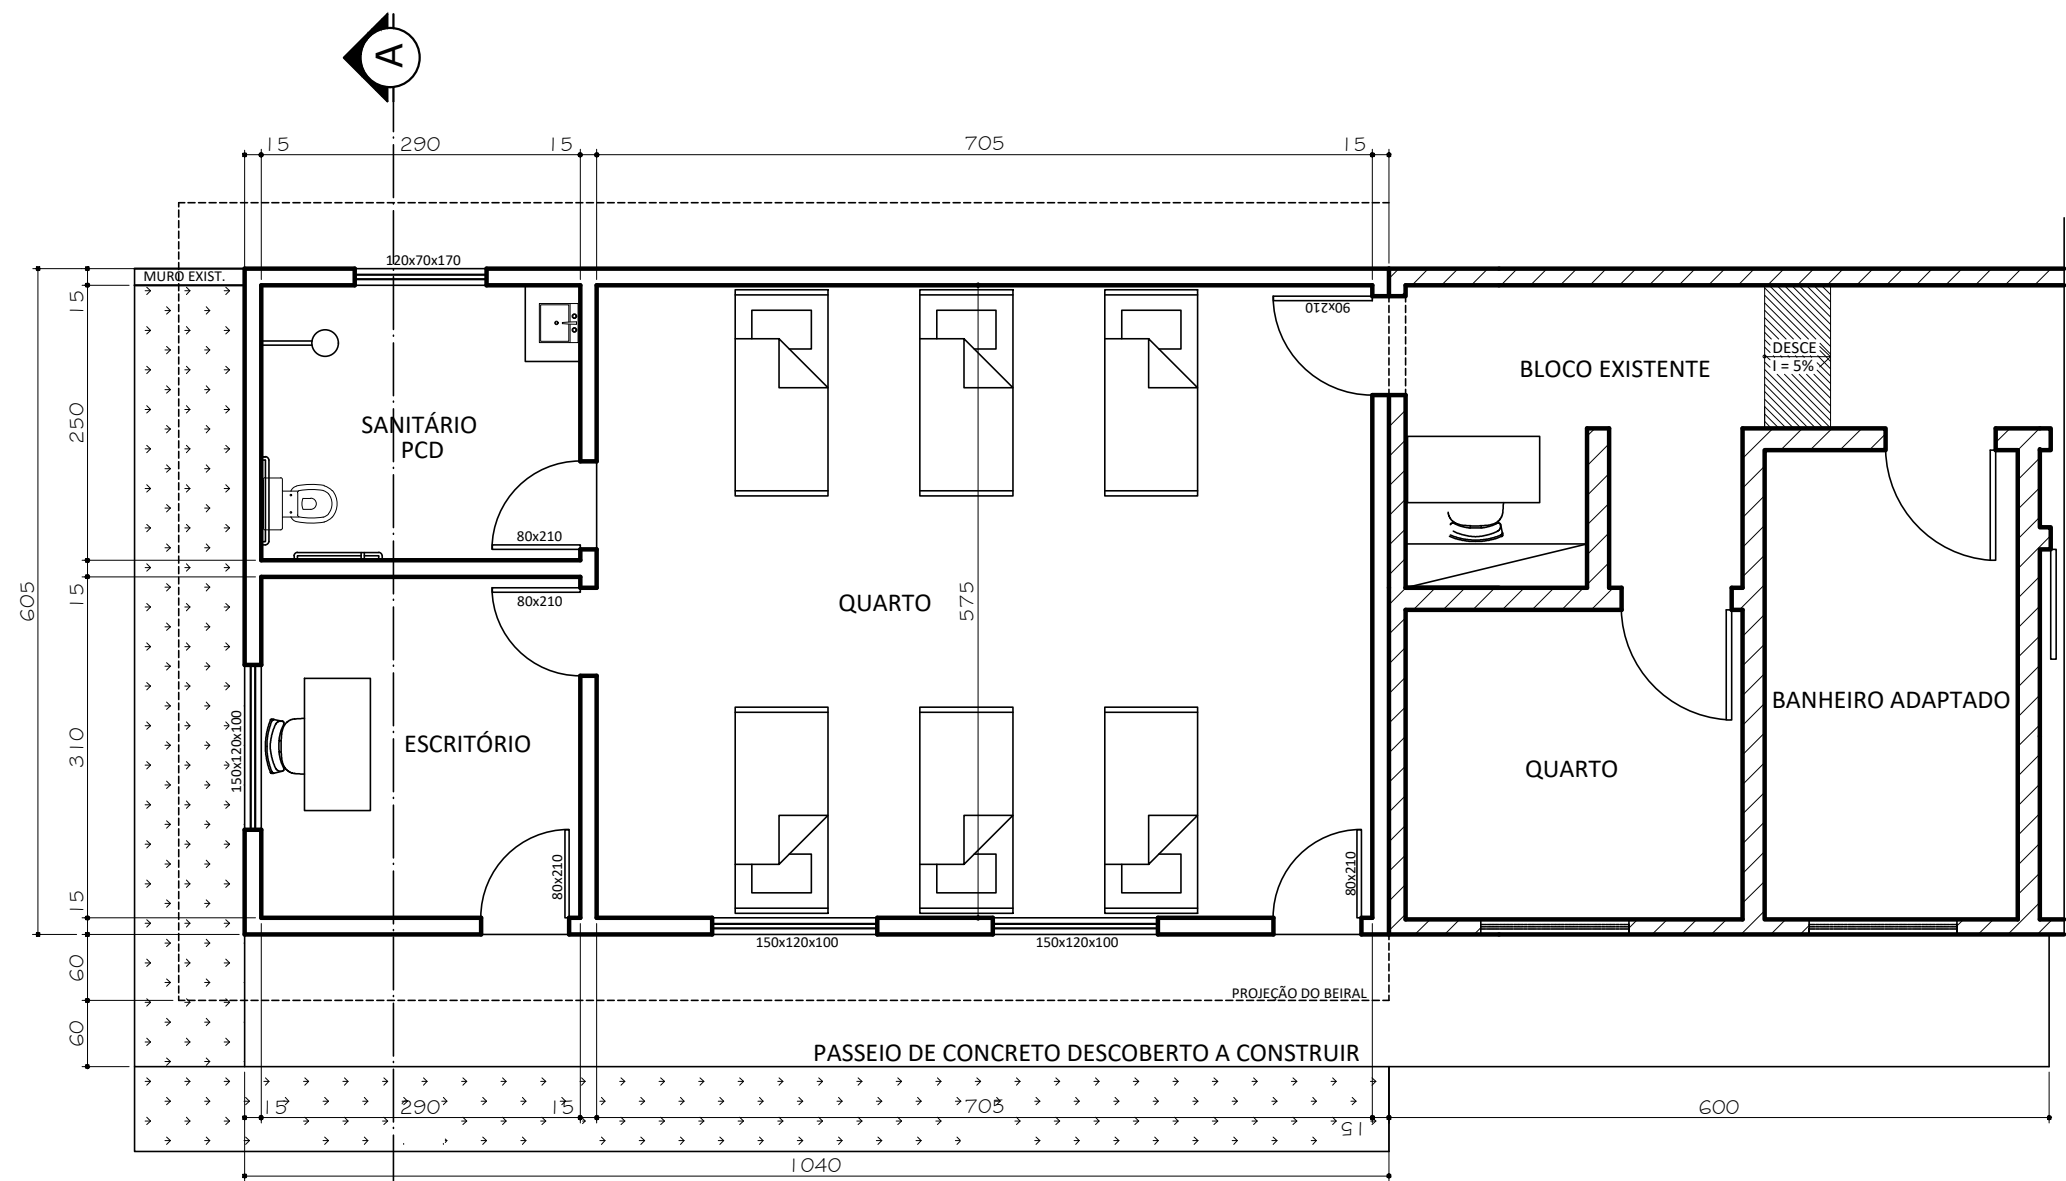 A
15 290 15 705 15
120x70x170
MURO EXIST.
15
90x210
DESCE
I = 5%
BLOCO EXISTENTE
SANITÁRIO
PCD
250
80x210
15
80x210
605
QUARTO
575
BANHEIRO ADAPTADO
310
150x120x100
ESCRITÓRIO
QUARTO
80x210
80x210
15
150x120x100
150x120x100
60
PROJEÇÃO DO BEIRAL
60
PASSEIO DE CONCRETO DESCOBERTO A CONSTRUIR
15 290 15 705 15 600
1040